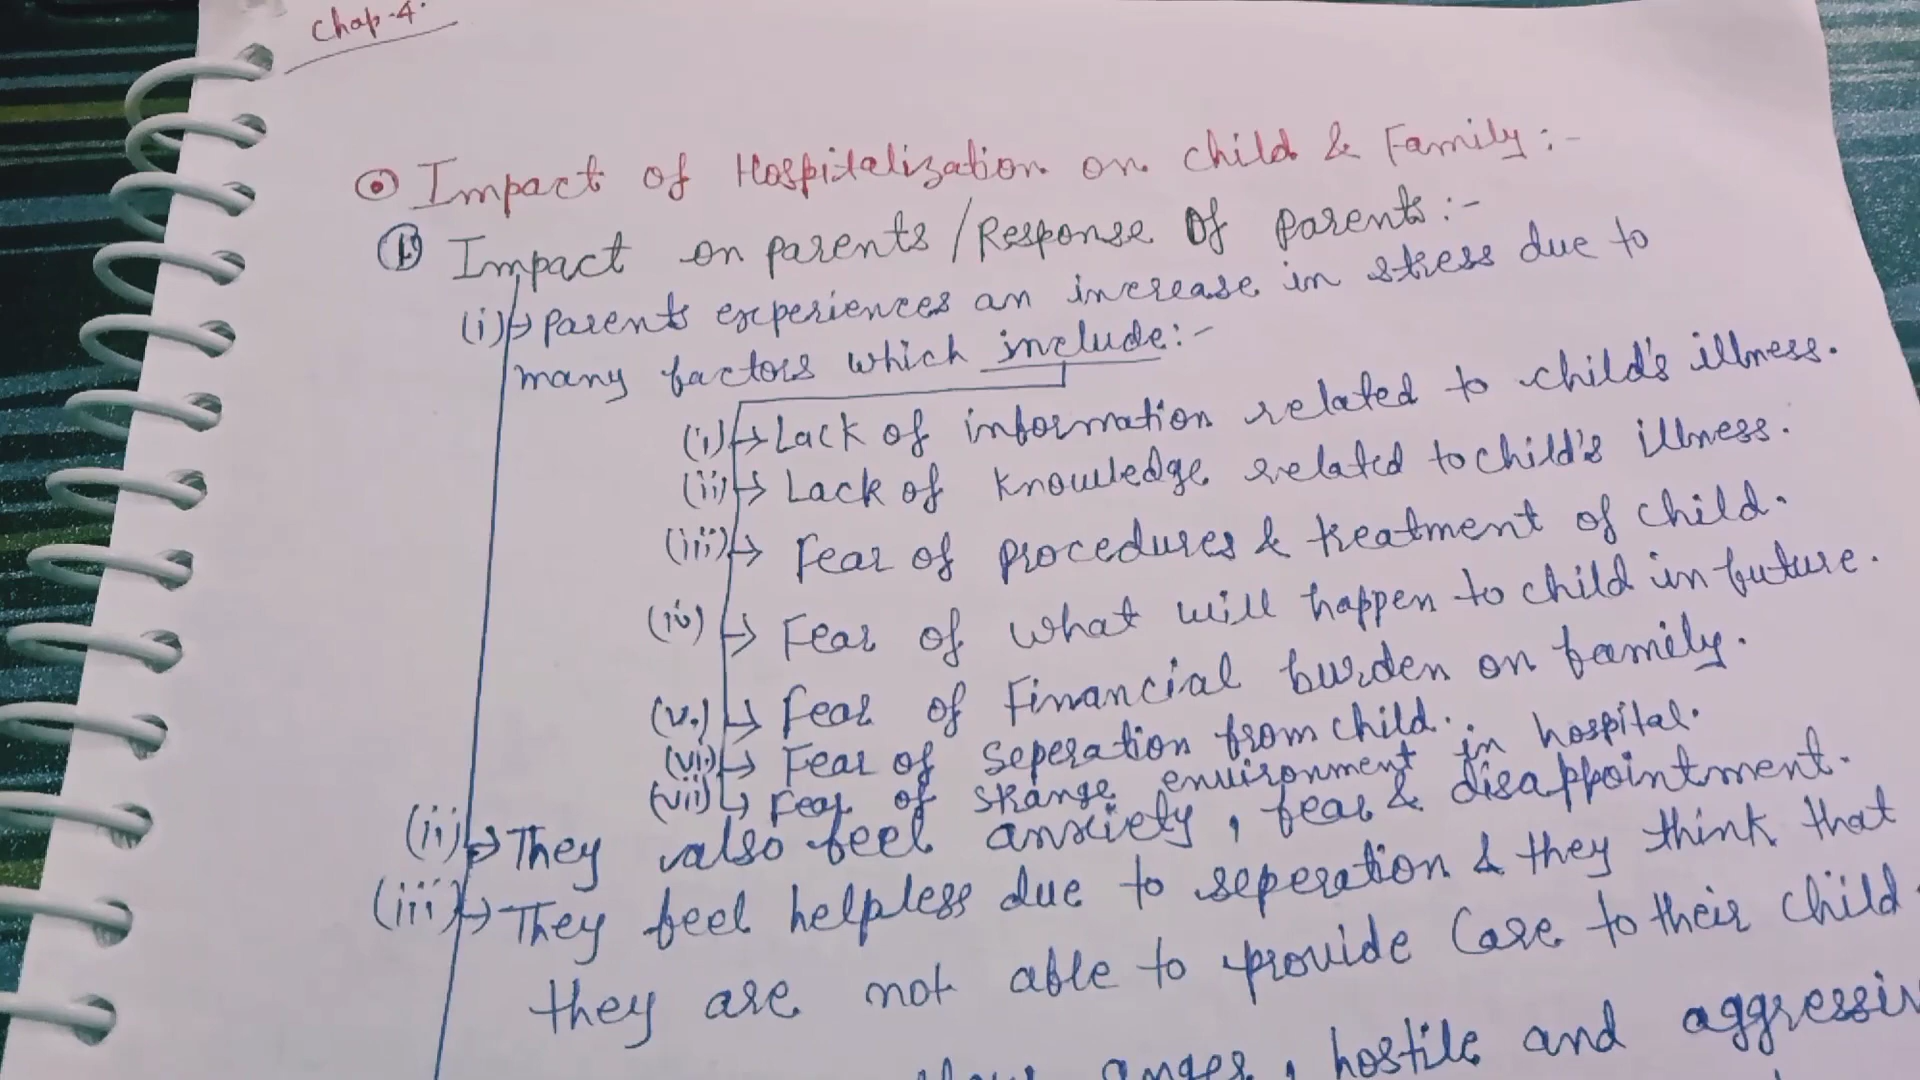 Chap-4.
Impact of Hospitalization on child & Family:-
① Impact on parents / Response Of parents:-
(i)→ parents experiences an increase in stress due to
many factors which include:-
(i)→ Lack of information related to child's illness.
(ii)→ Lack of knowledge related to child's illness.
(iii)→ Fear of procedures & treatment of child.
(iv)→ Fear of what will happen to child in future.
(v.)→ fear of Financial burden on family.
(vi)→ Fear of seperation from child.
(vii)→ fear of strange environment in hospital.
(ii)→ They also feel anxiety, fear & disappointment.
(iii)→ They feel helpless due to seperation & they think that
they are not able to provide Care to their child
anger, hostile and